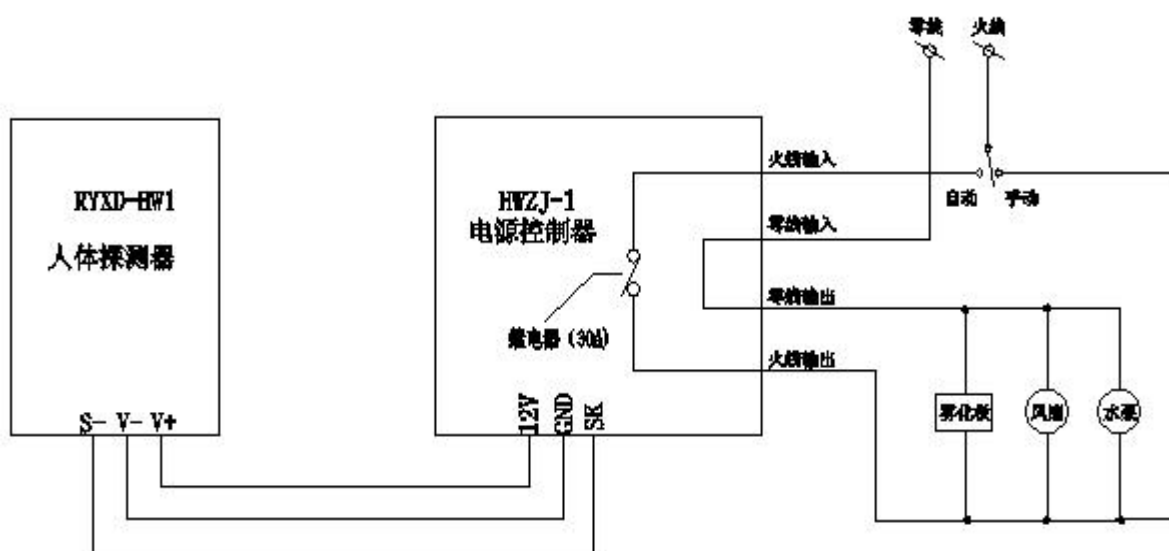 零线 火线
火线输入
RYXD-HW1
人体探测器
HWZJ-1
电源控制器
自动 手动
零线输入
零线输出
继电器(30A)
火线输出
雾化板 风扇 水泵
S- V- V+
12V GND SK